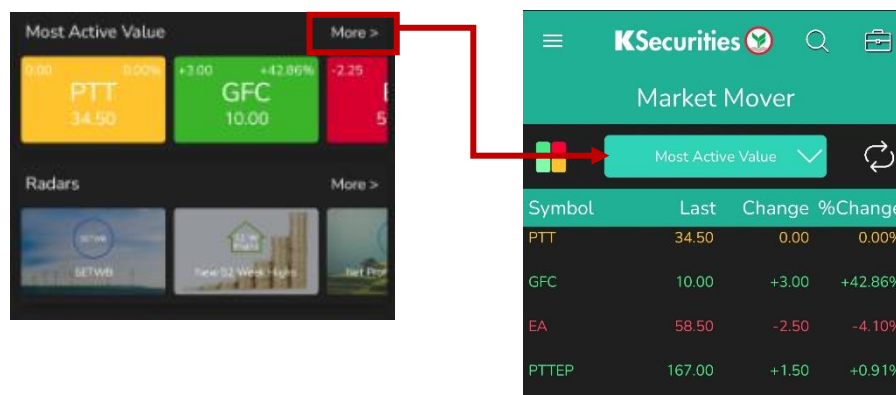 Most Active Value More >
0.00 0.00% +3.00 +42.86% -2.25
PTT GFC
34.50 10.00 5
Radars More >
SETWB
SETWB New 52 Week Highs Net Pro
KSecurities
Market Mover
Most Active Value
Symbol Last Change %Change
PTT 34.50 0.00 0.00%
GFC 10.00 +3.00 +42.86%
EA 58.50 -2.50 -4.10%
PTTEP 167.00 +1.50 +0.91%